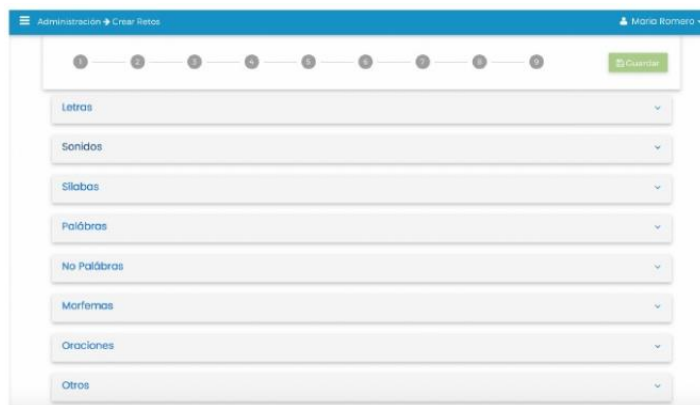 Administración → Crear Retos
Maria Romero
1 2 3 4 5 6 7 8 9
Guardar
Letras
Sonidos
Sílabas
Palábras
No Palábras
Morfemas
Oraciones
Otros